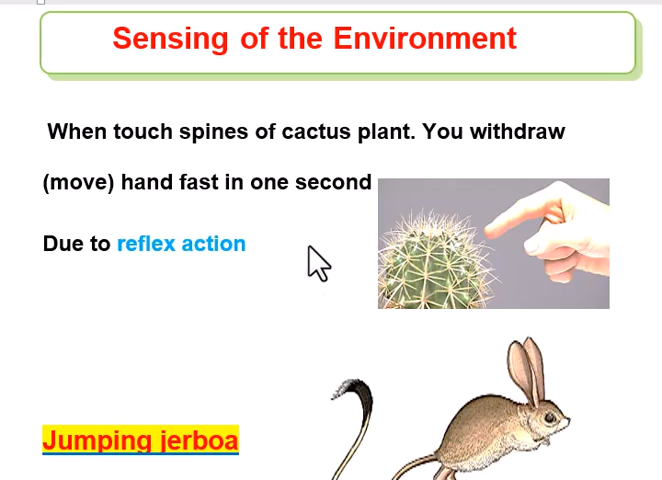 Sensing of the Environment
When touch spines of cactus plant. You withdraw
(move) hand fast in one second
Due to reflex action
Jumping jerboa